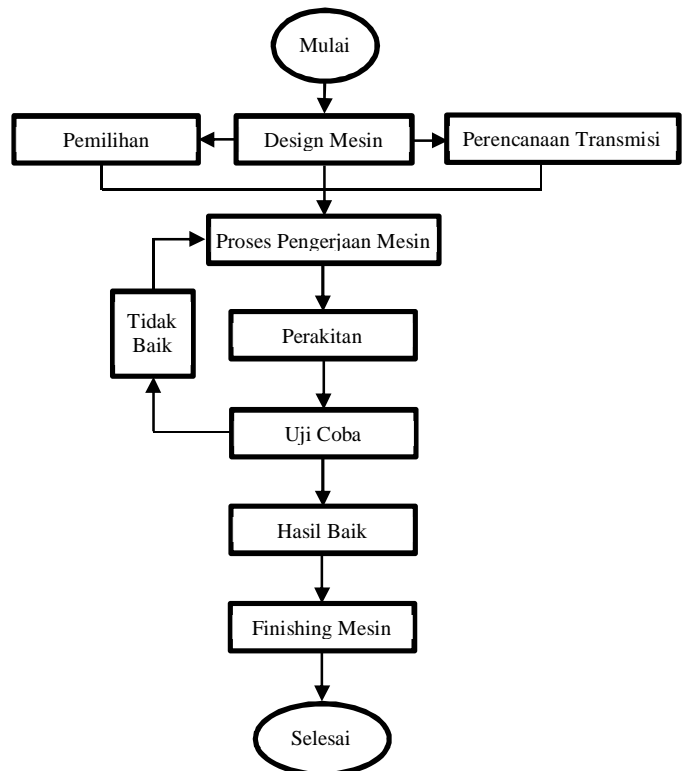 Mulai
Pemilihan
Design Mesin
Perencanaan Transmisi
Proses Pengerjaan Mesin
Tidak
Baik
Perakitan
Uji Coba
Hasil Baik
Finishing Mesin
Selesai